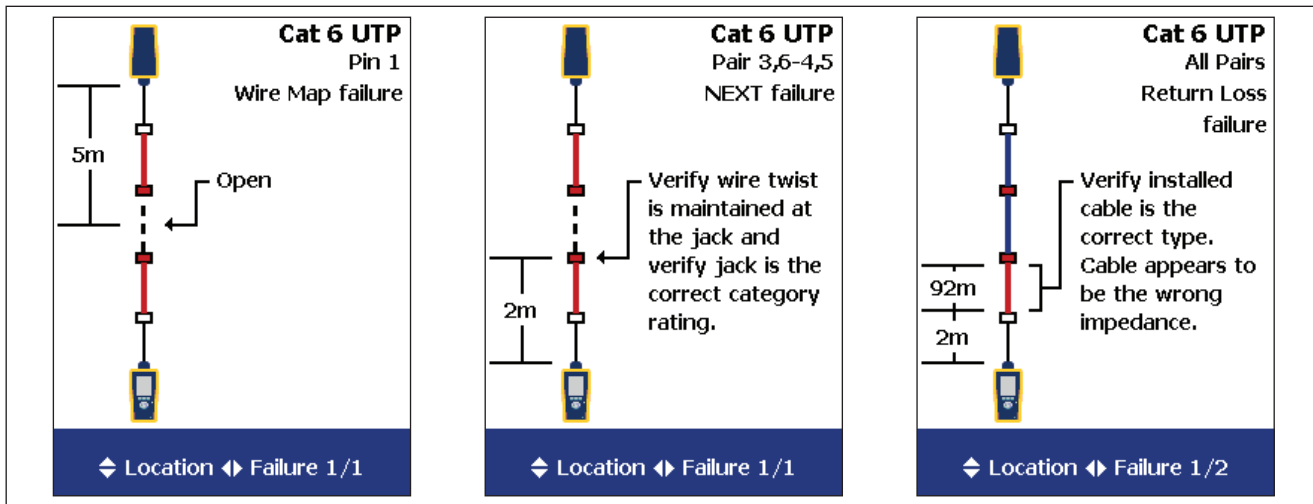 Cat 6 UTP
Pin 1
Wire Map failure
5m
Open
Location Failure 1/1
Cat 6 UTP
Pair 3,6-4,5
NEXT failure
Verify wire twist
is maintained at
the jack and
verify jack is the
correct category
rating.
2m
Location Failure 1/1
Cat 6 UTP
All Pairs
Return Loss
failure
Verify installed
cable is the
correct type.
Cable appears to
be the wrong
impedance.
92m
2m
Location Failure 1/2